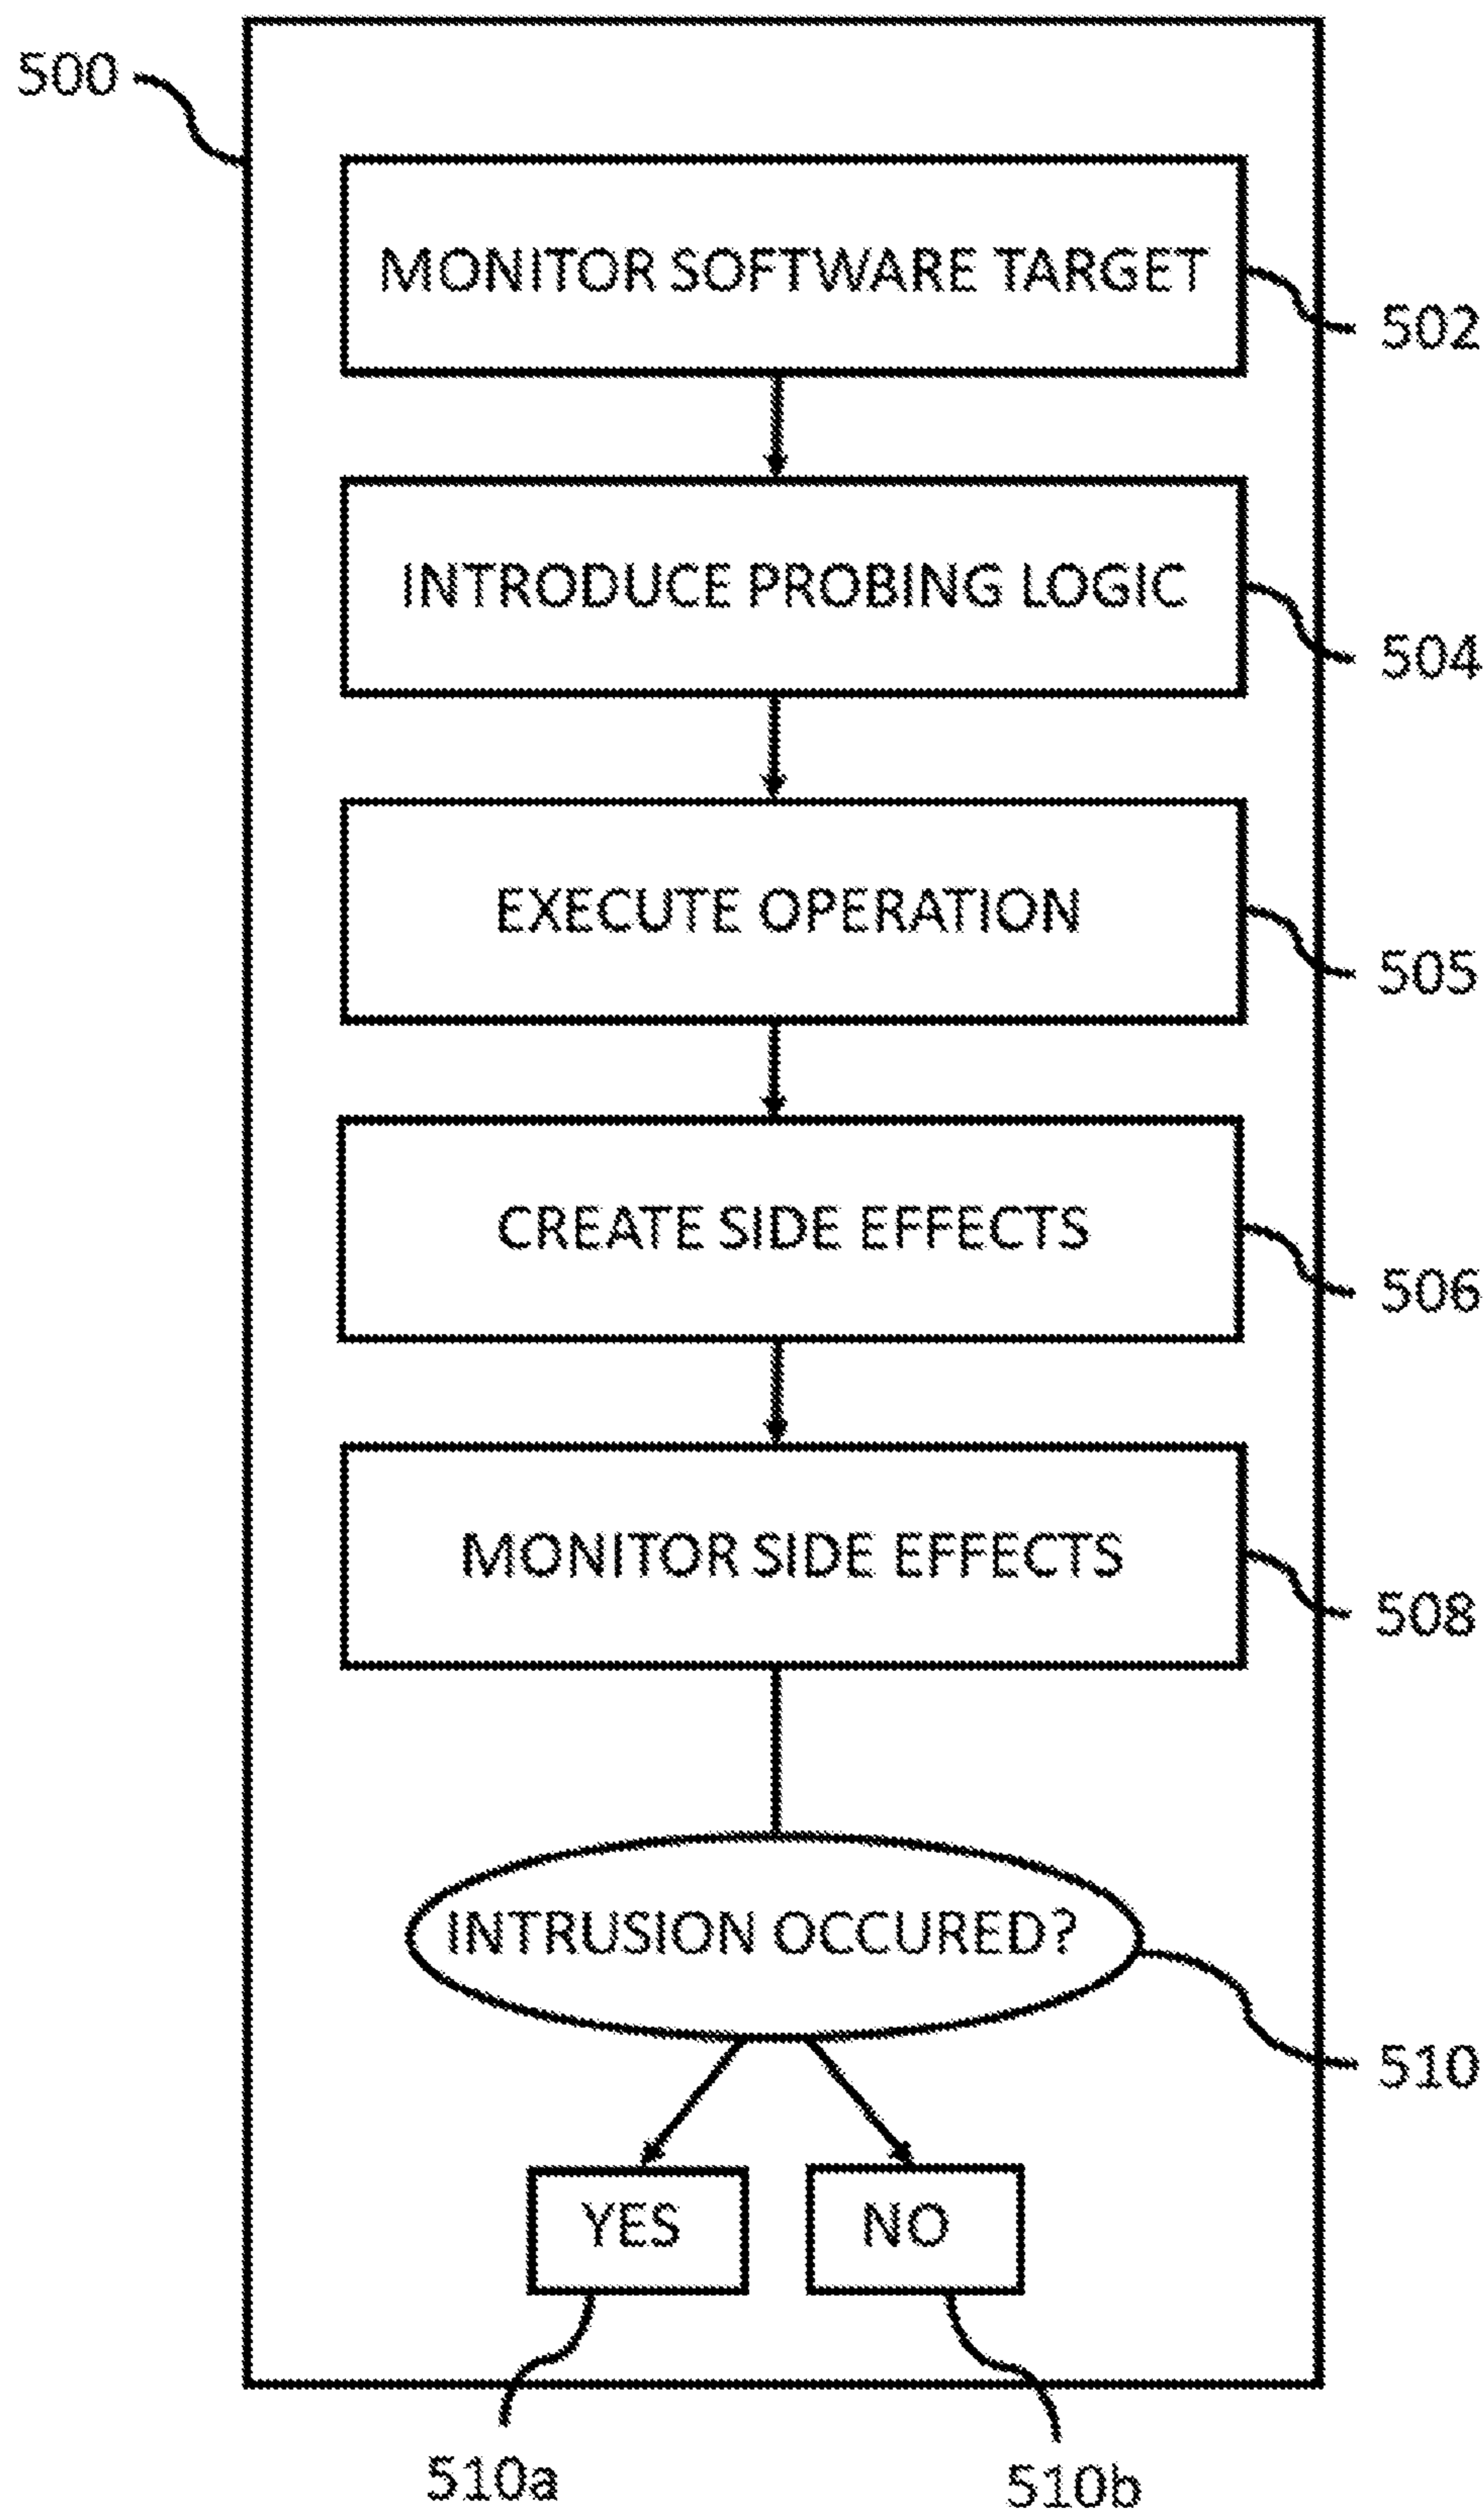 500
MONITOR SOFTWARE TARGET
502
INTRODUCE PROBING LOGIC
504
EXECUTE OPERATION
505
CREATE SIDE EFFECTS
506
MONITOR SIDE EFFECTS
508
INTRUSION OCCURED?
510
YES
NO
510a
510b